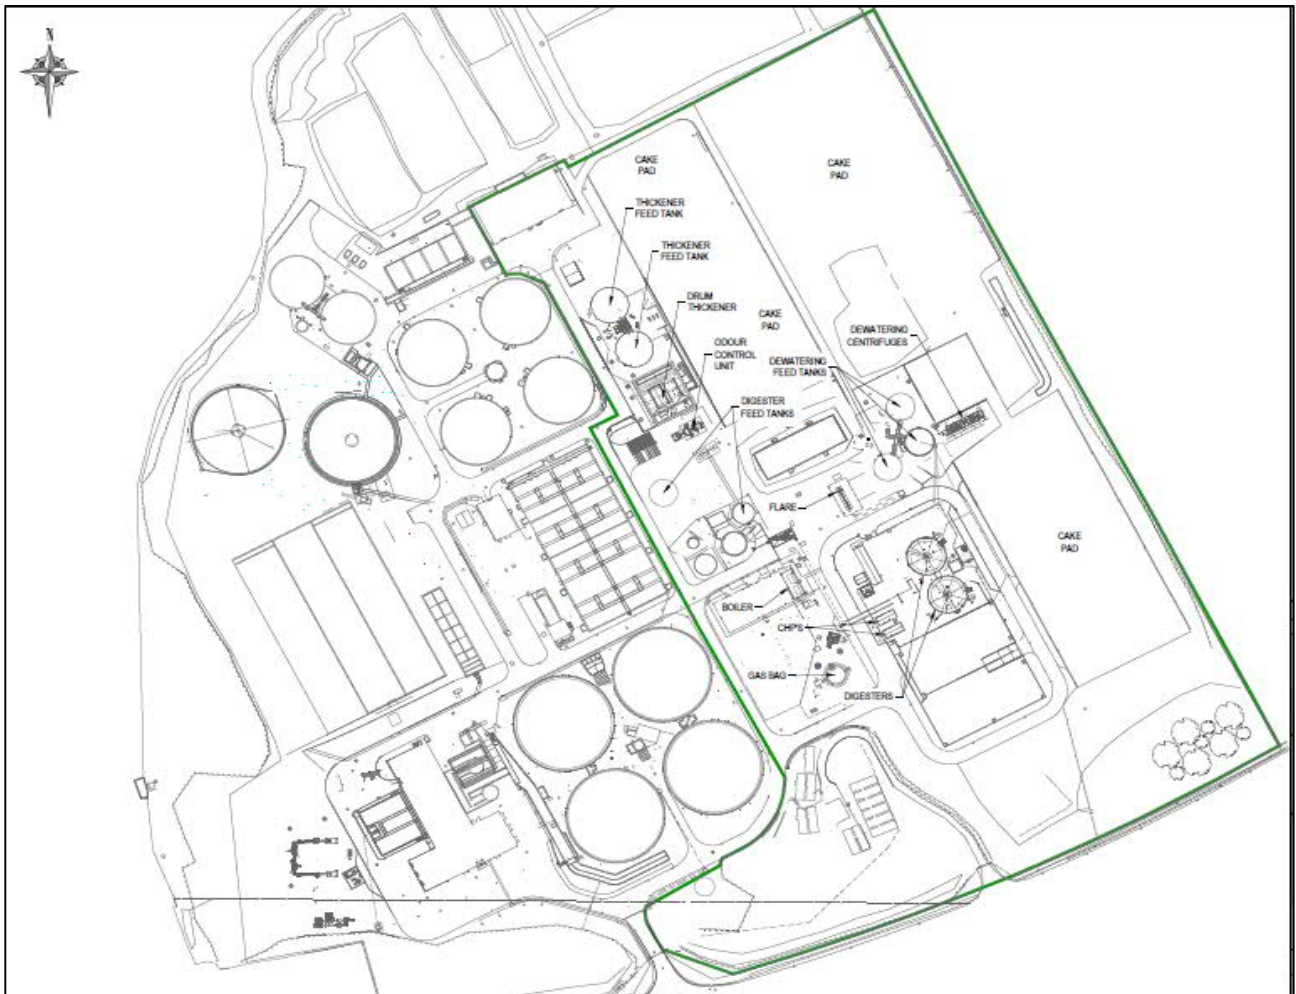 N
CAKE
PAD
CAKE
PAD
THICKENER
FEED TANK
THICKENER
FEED TANK
DRUM
THICKENER
CAKE
PAD
ODOUR
CONTROL
UNIT
DEWATERING
CENTRIFUGES
DEWATERING
FEED TANKS
DIGESTER
FEED TANKS
FLARE
CAKE
PAD
BOILER
CHP'S
GAS BAG
DIGESTERS